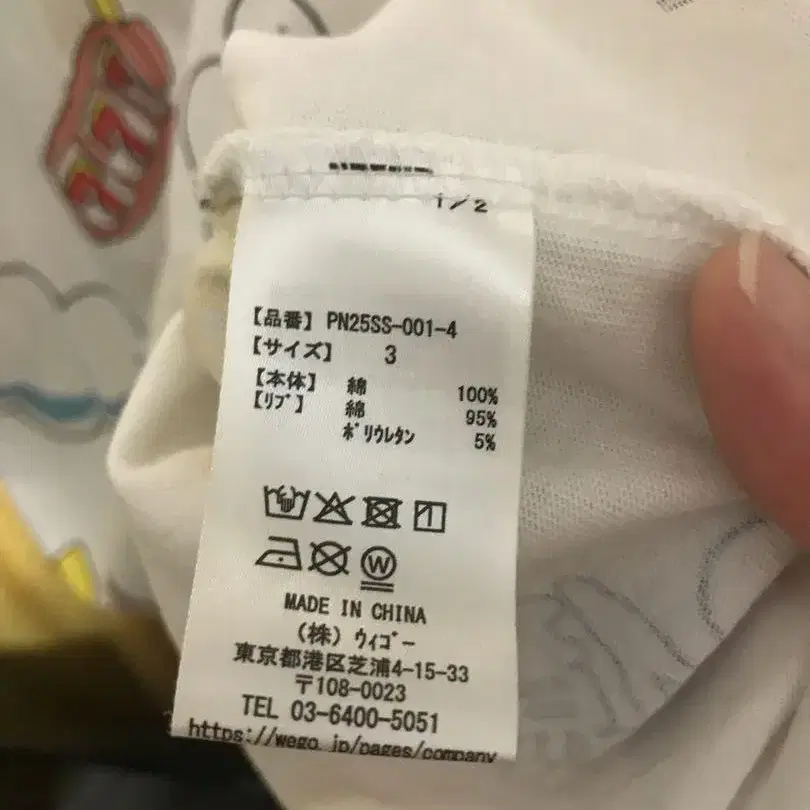 1/2
【品番】 PN25SS-001-4
【サイズ】 3
【本体】 綿 100%
【ﾘﾌﾞ】 綿 95%
ﾎﾟﾘｳﾚﾀﾝ 5%
W
MADE IN CHINA
(株) ｳｨｺﾞｰ
東京都港区芝浦4-15-33
〒108-0023
TEL 03-6400-5051
https://wego.jp/pages/company